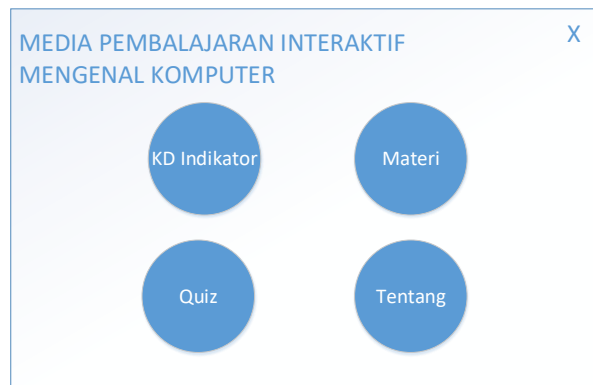 MEDIA PEMBALAJARAN INTERAKTIF
MENGENAL KOMPUTER
X
KD Indikator
Materi
Quiz
Tentang